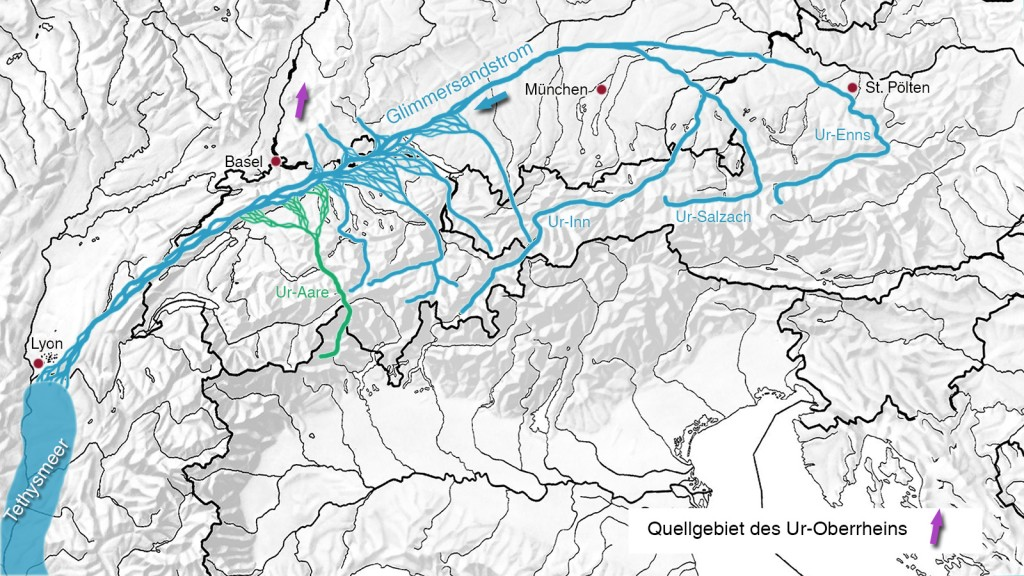 Glimmersandstrom
München
St. Pölten
Ur-Enns
Basel
Ur-Inn
Ur-Salzach
Ur-Aare
Lyon
Tethysmeer
Quellgebiet des Ur-Oberrheins